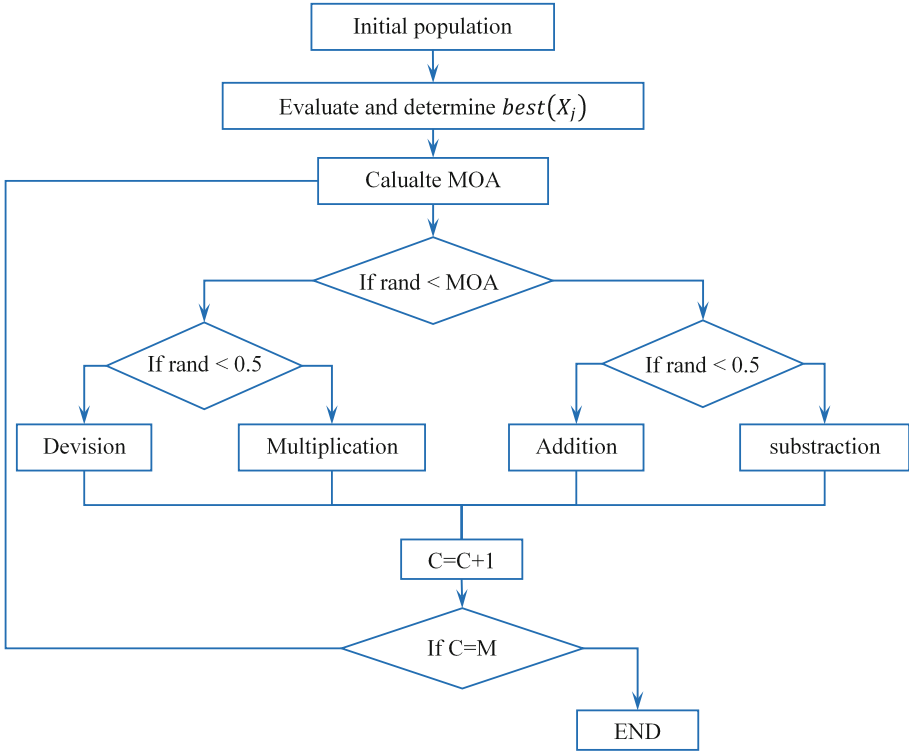 Initial population
Evaluate and determine best(Xj)
Calualte MOA
If rand < MOA
If rand < 0.5
If rand < 0.5
Devision
Multiplication
Addition
substraction
C=C+1
If C=M
END